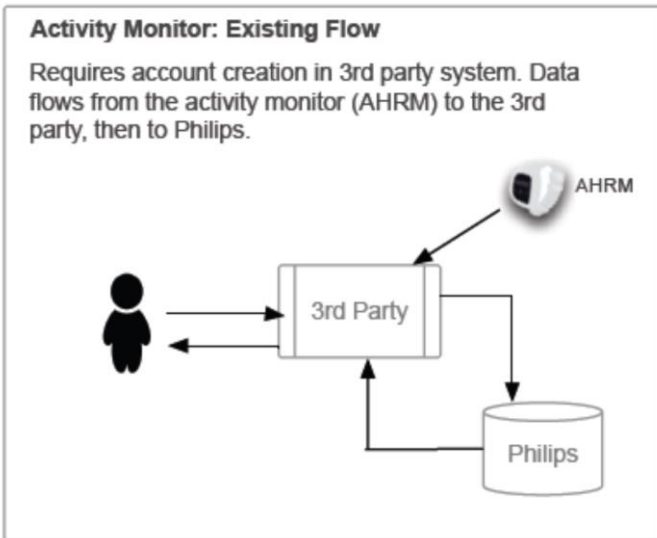 Activity Monitor: Existing Flow
Requires account creation in 3rd party system. Data
flows from the activity monitor (AHRM) to the 3rd
party, then to Philips.
AHRM
3rd Party
Philips